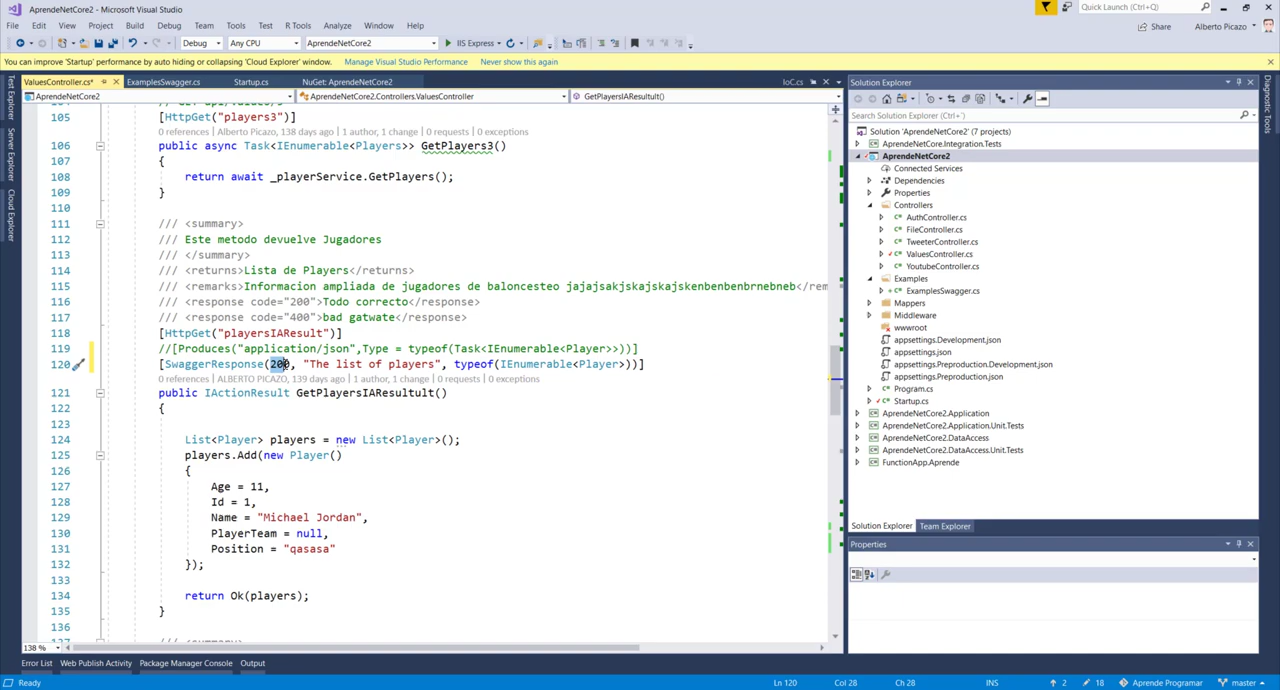 AprendeNetCore2 - Microsoft Visual Studio
Quick Launch (Ctrl+Q)
File Edit View Project Build Debug Team Tools Test R Tools Analyze Window Help
Share Alberto Picazo
Debug Any CPU AprendeNetCore2 IIS Express
You can improve 'Startup' performance by auto hiding or collapsing 'Cloud Explorer' window. Manage Visual Studio Performance Never show this again
Test Explorer
Server Explorer
Cloud Explorer
ValuesController.cs* ExamplesSwagger.cs Startup.cs NuGet: AprendeNetCore2 IoC.cs
AprendeNetCore2 AprendeNetCore2.Controllers.ValuesController GetPlayersIAResultult()
105 [HttpGet("players3")]
0 references | Alberto Picazo, 138 days ago | 1 author, 1 change | 0 requests | 0 exceptions
106 public async Task<IEnumerable<Players>> GetPlayers3()
107 {
108 return await _playerService.GetPlayers();
109 }
110
111 /// <summary>
112 /// Este metodo devuelve Jugadores
113 /// </summary>
114 /// <returns>Lista de Players</returns>
115 /// <remarks>Informacion ampliada de jugadores de baloncesteo jajajsakjskajskajskenbenbenbrnebneb</rem
116 /// <response code="200">Todo correcto</response>
117 /// <response code="400">bad gatwate</response>
118 [HttpGet("playersIAResult")]
119 //[Produces("application/json",Type = typeof(Task<IEnumerable<Player>>))]
120 [SwaggerResponse(200, "The list of players", typeof(IEnumerable<Player>))]
0 references | ALBERTO PICAZO, 139 days ago | 1 author, 1 change | 0 requests | 0 exceptions
121 public IActionResult GetPlayersIAResultult()
122 {
123
124 List<Player> players = new List<Player>();
125 players.Add(new Player()
126 {
127 Age = 11,
128 Id = 1,
129 Name = "Michael Jordan",
130 PlayerTeam = null,
131 Position = "qasasa"
132 });
133
134 return Ok(players);
135 }
136
137 /// <summary>
138 %
Solution Explorer
Search Solution Explorer (Ctrl+;)
Solution 'AprendeNetCore2' (7 projects)
AprendeNetCore.Integration.Tests
AprendeNetCore2
Connected Services
Dependencies
Properties
Controllers
AuthController.cs
FileController.cs
TweeterController.cs
ValuesController.cs
YoutubeController.cs
Examples
ExamplesSwagger.cs
Mappers
Middleware
wwwroot
appsettings.Development.json
appsettings.json
appsettings.Preproduction.Development.json
appsettings.Preproduction.json
Program.cs
Startup.cs
AprendeNetCore2.Application
AprendeNetCore2.Application.Unit.Tests
AprendeNetCore2.DataAccess
AprendeNetCore2.DataAccess.Unit.Tests
FunctionApp.Aprende
Solution Explorer Team Explorer
Properties
Diagnostic Tools
Error List Web Publish Activity Package Manager Console Output
Ready Ln 120 Col 28 Ch 28 INS 2 18 Aprende Programar master